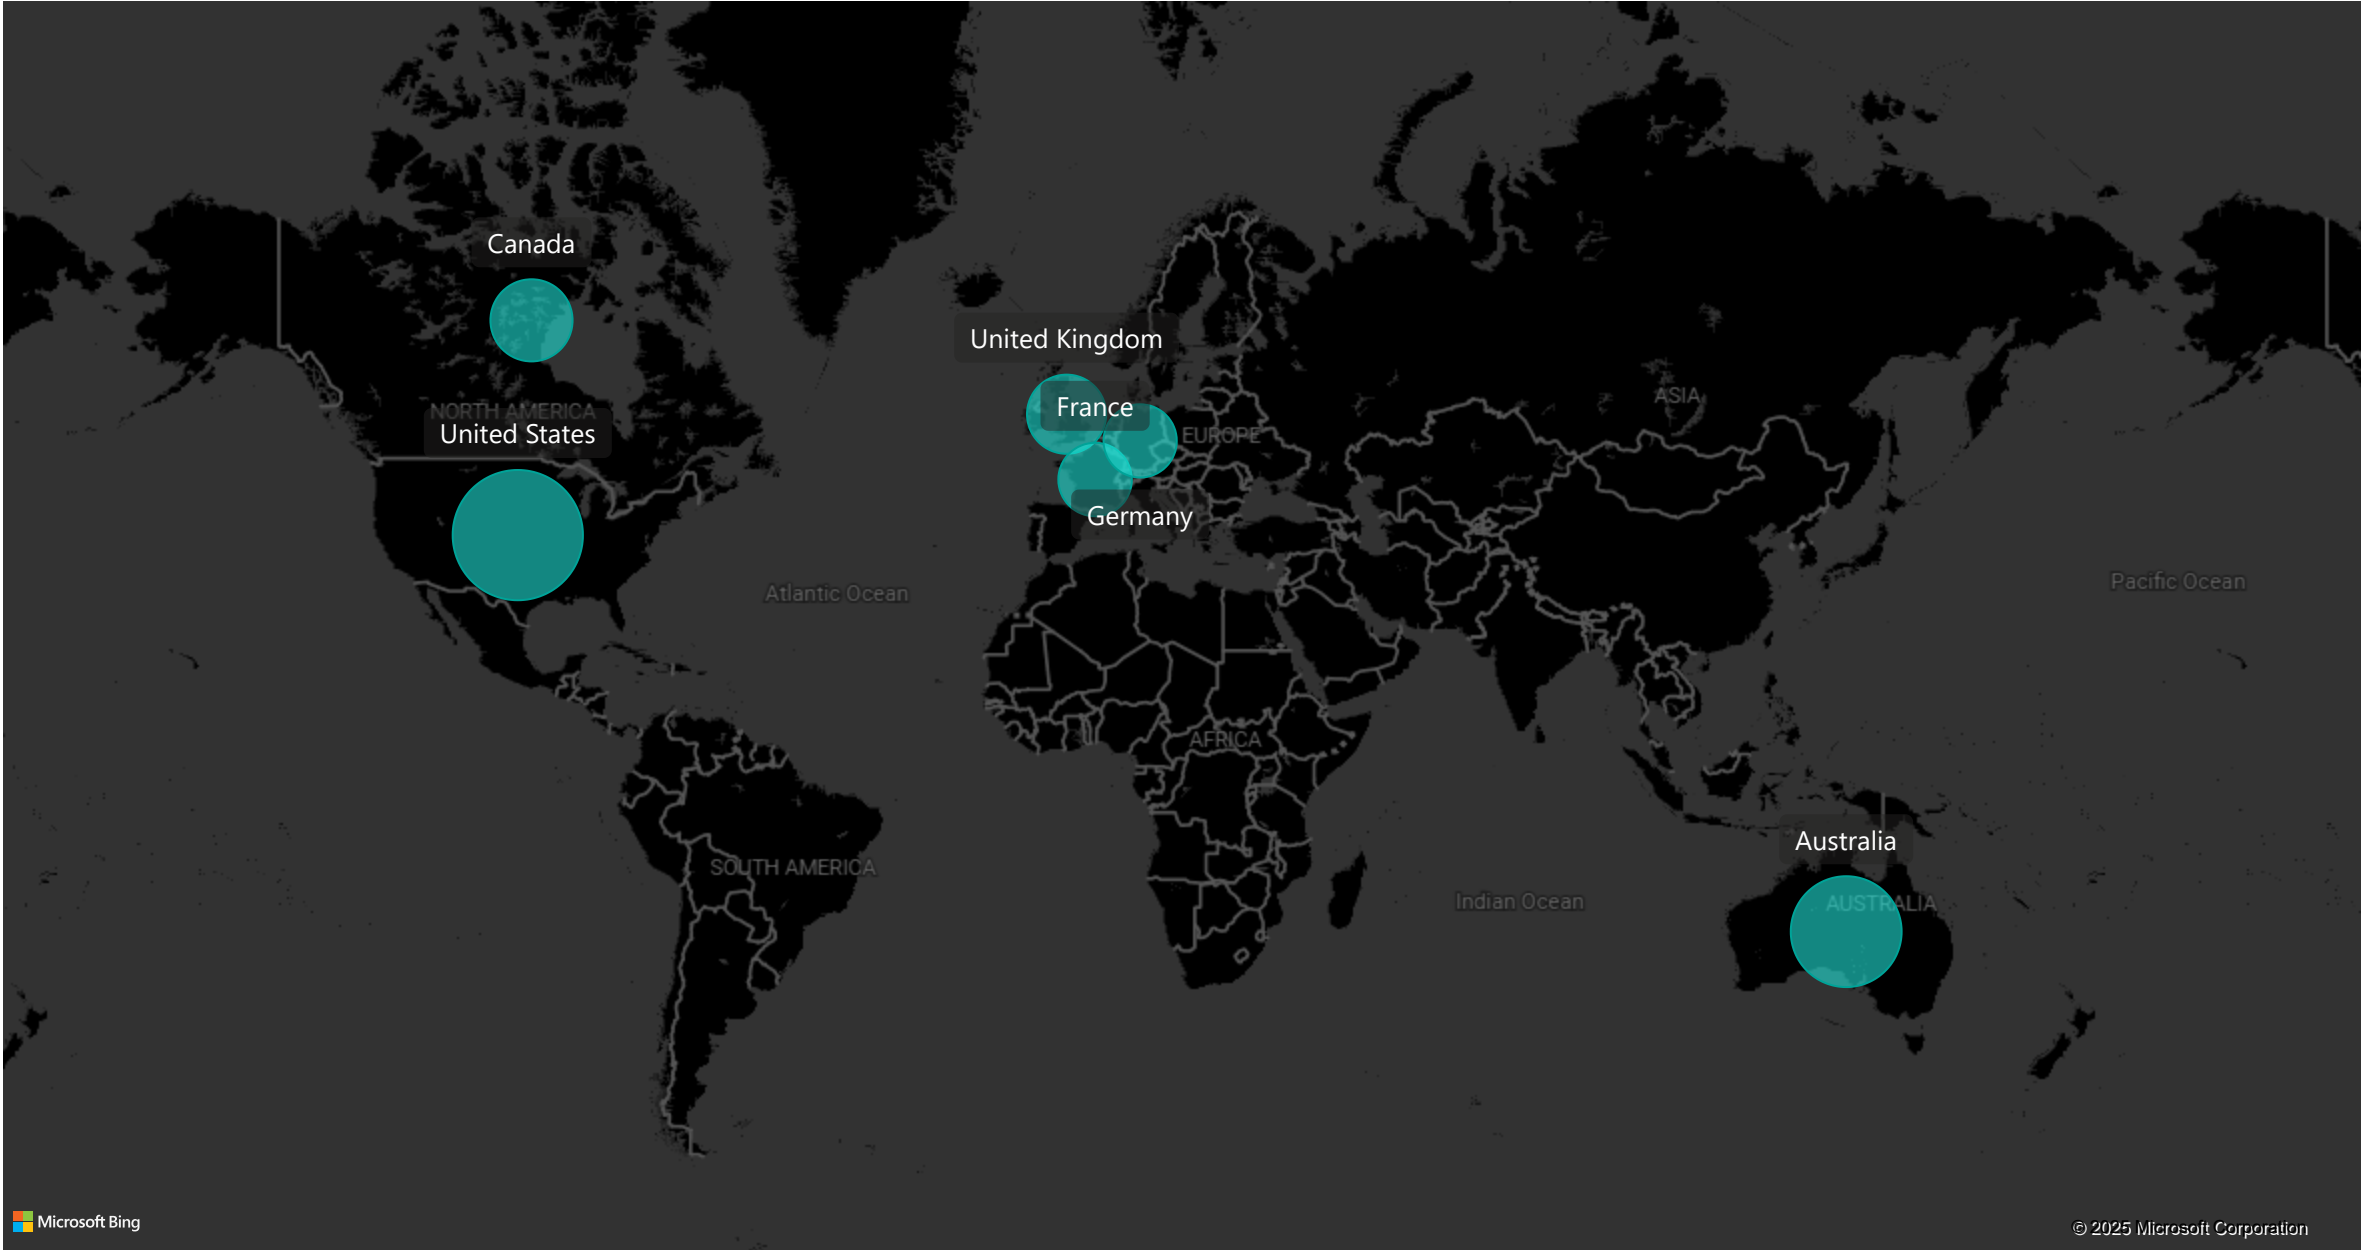 Canada
United Kingdom
ASIA
France
NORTH AMERICA
United States
EUROPE
Germany
Atlantic Ocean
Pacific Ocean
AFRICA
Australia
SOUTH AMERICA
Indian Ocean
AUSTRALIA
Microsoft Bing
© 2025 Microsoft Corporation